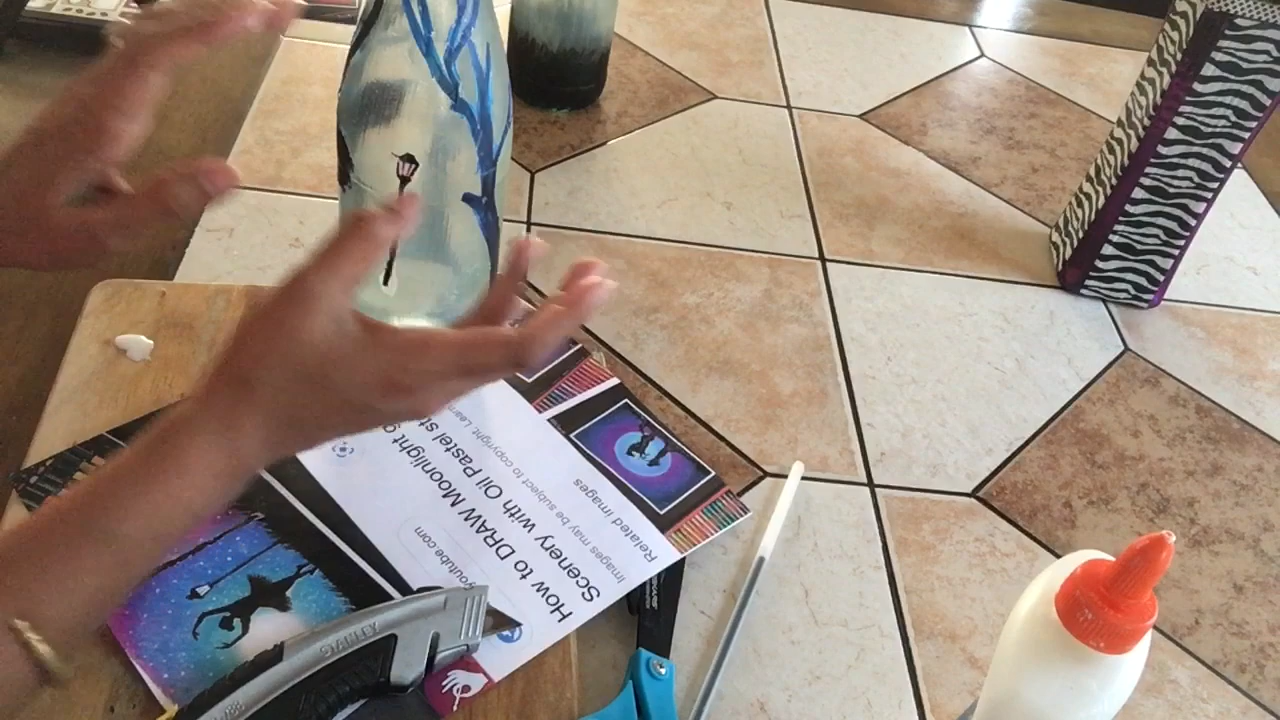 youtube.com
How to DRAW Moonlight g
Scenery with Oil Pastel st
Images may be subject to copyright. Learn
Related images
STANLEY